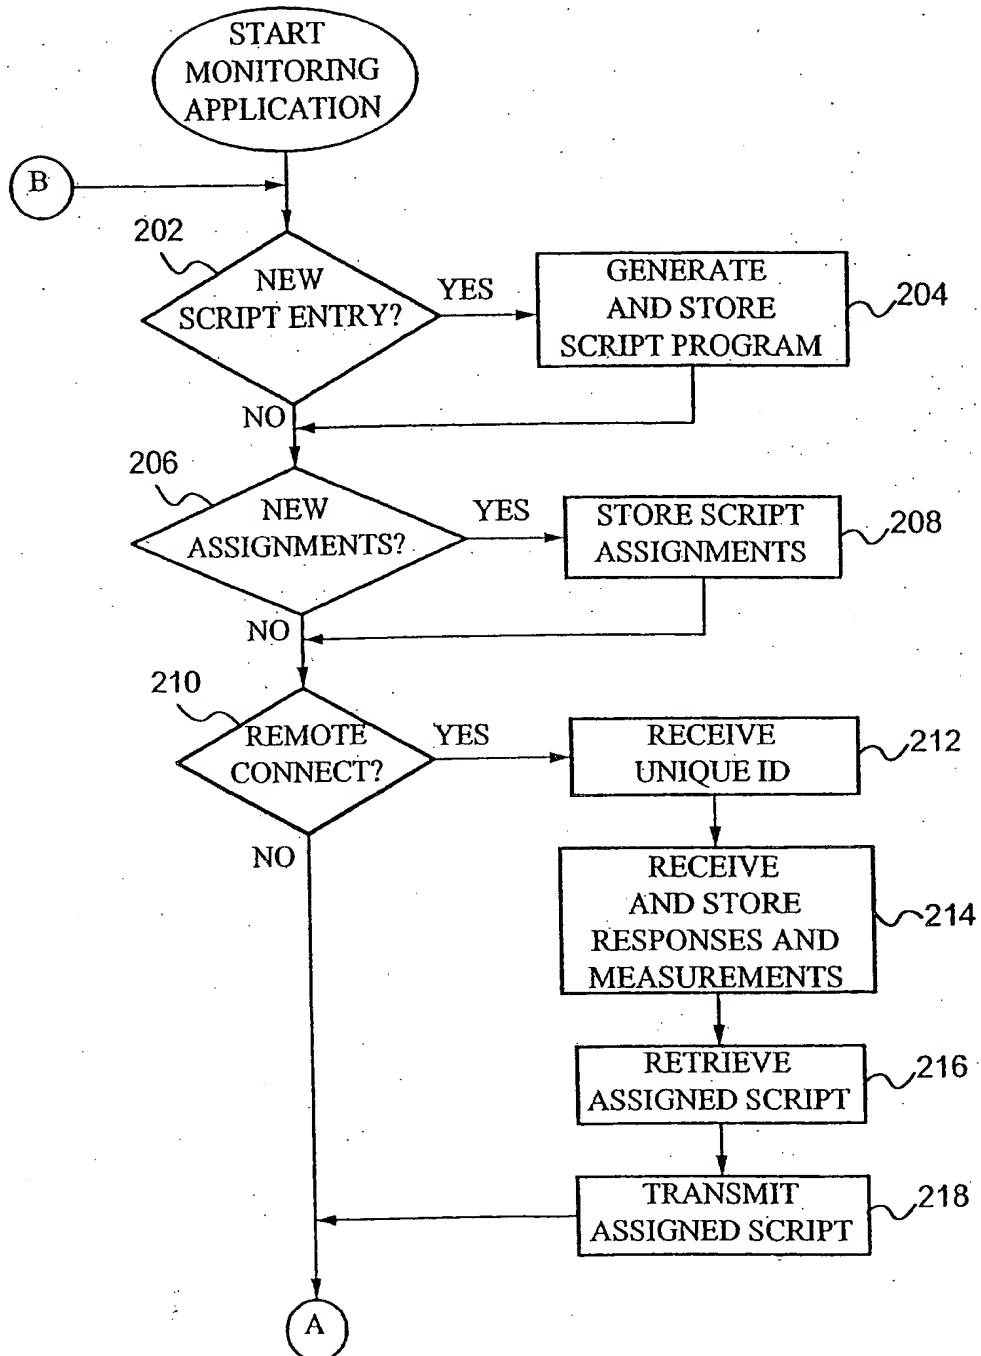 START
MONITORING
APPLICATION
B
202
NEW
SCRIPT ENTRY?
YES
GENERATE
AND STORE
SCRIPT PROGRAM
204
NO
206
NEW
ASSIGNMENTS?
YES
STORE SCRIPT
ASSIGNMENTS
208
NO
210
REMOTE
CONNECT?
YES
RECEIVE
UNIQUE ID
212
NO
RECEIVE
AND STORE
RESPONSES AND
MEASUREMENTS
214
RETRIEVE
ASSIGNED SCRIPT
216
TRANSMIT
ASSIGNED SCRIPT
218
A